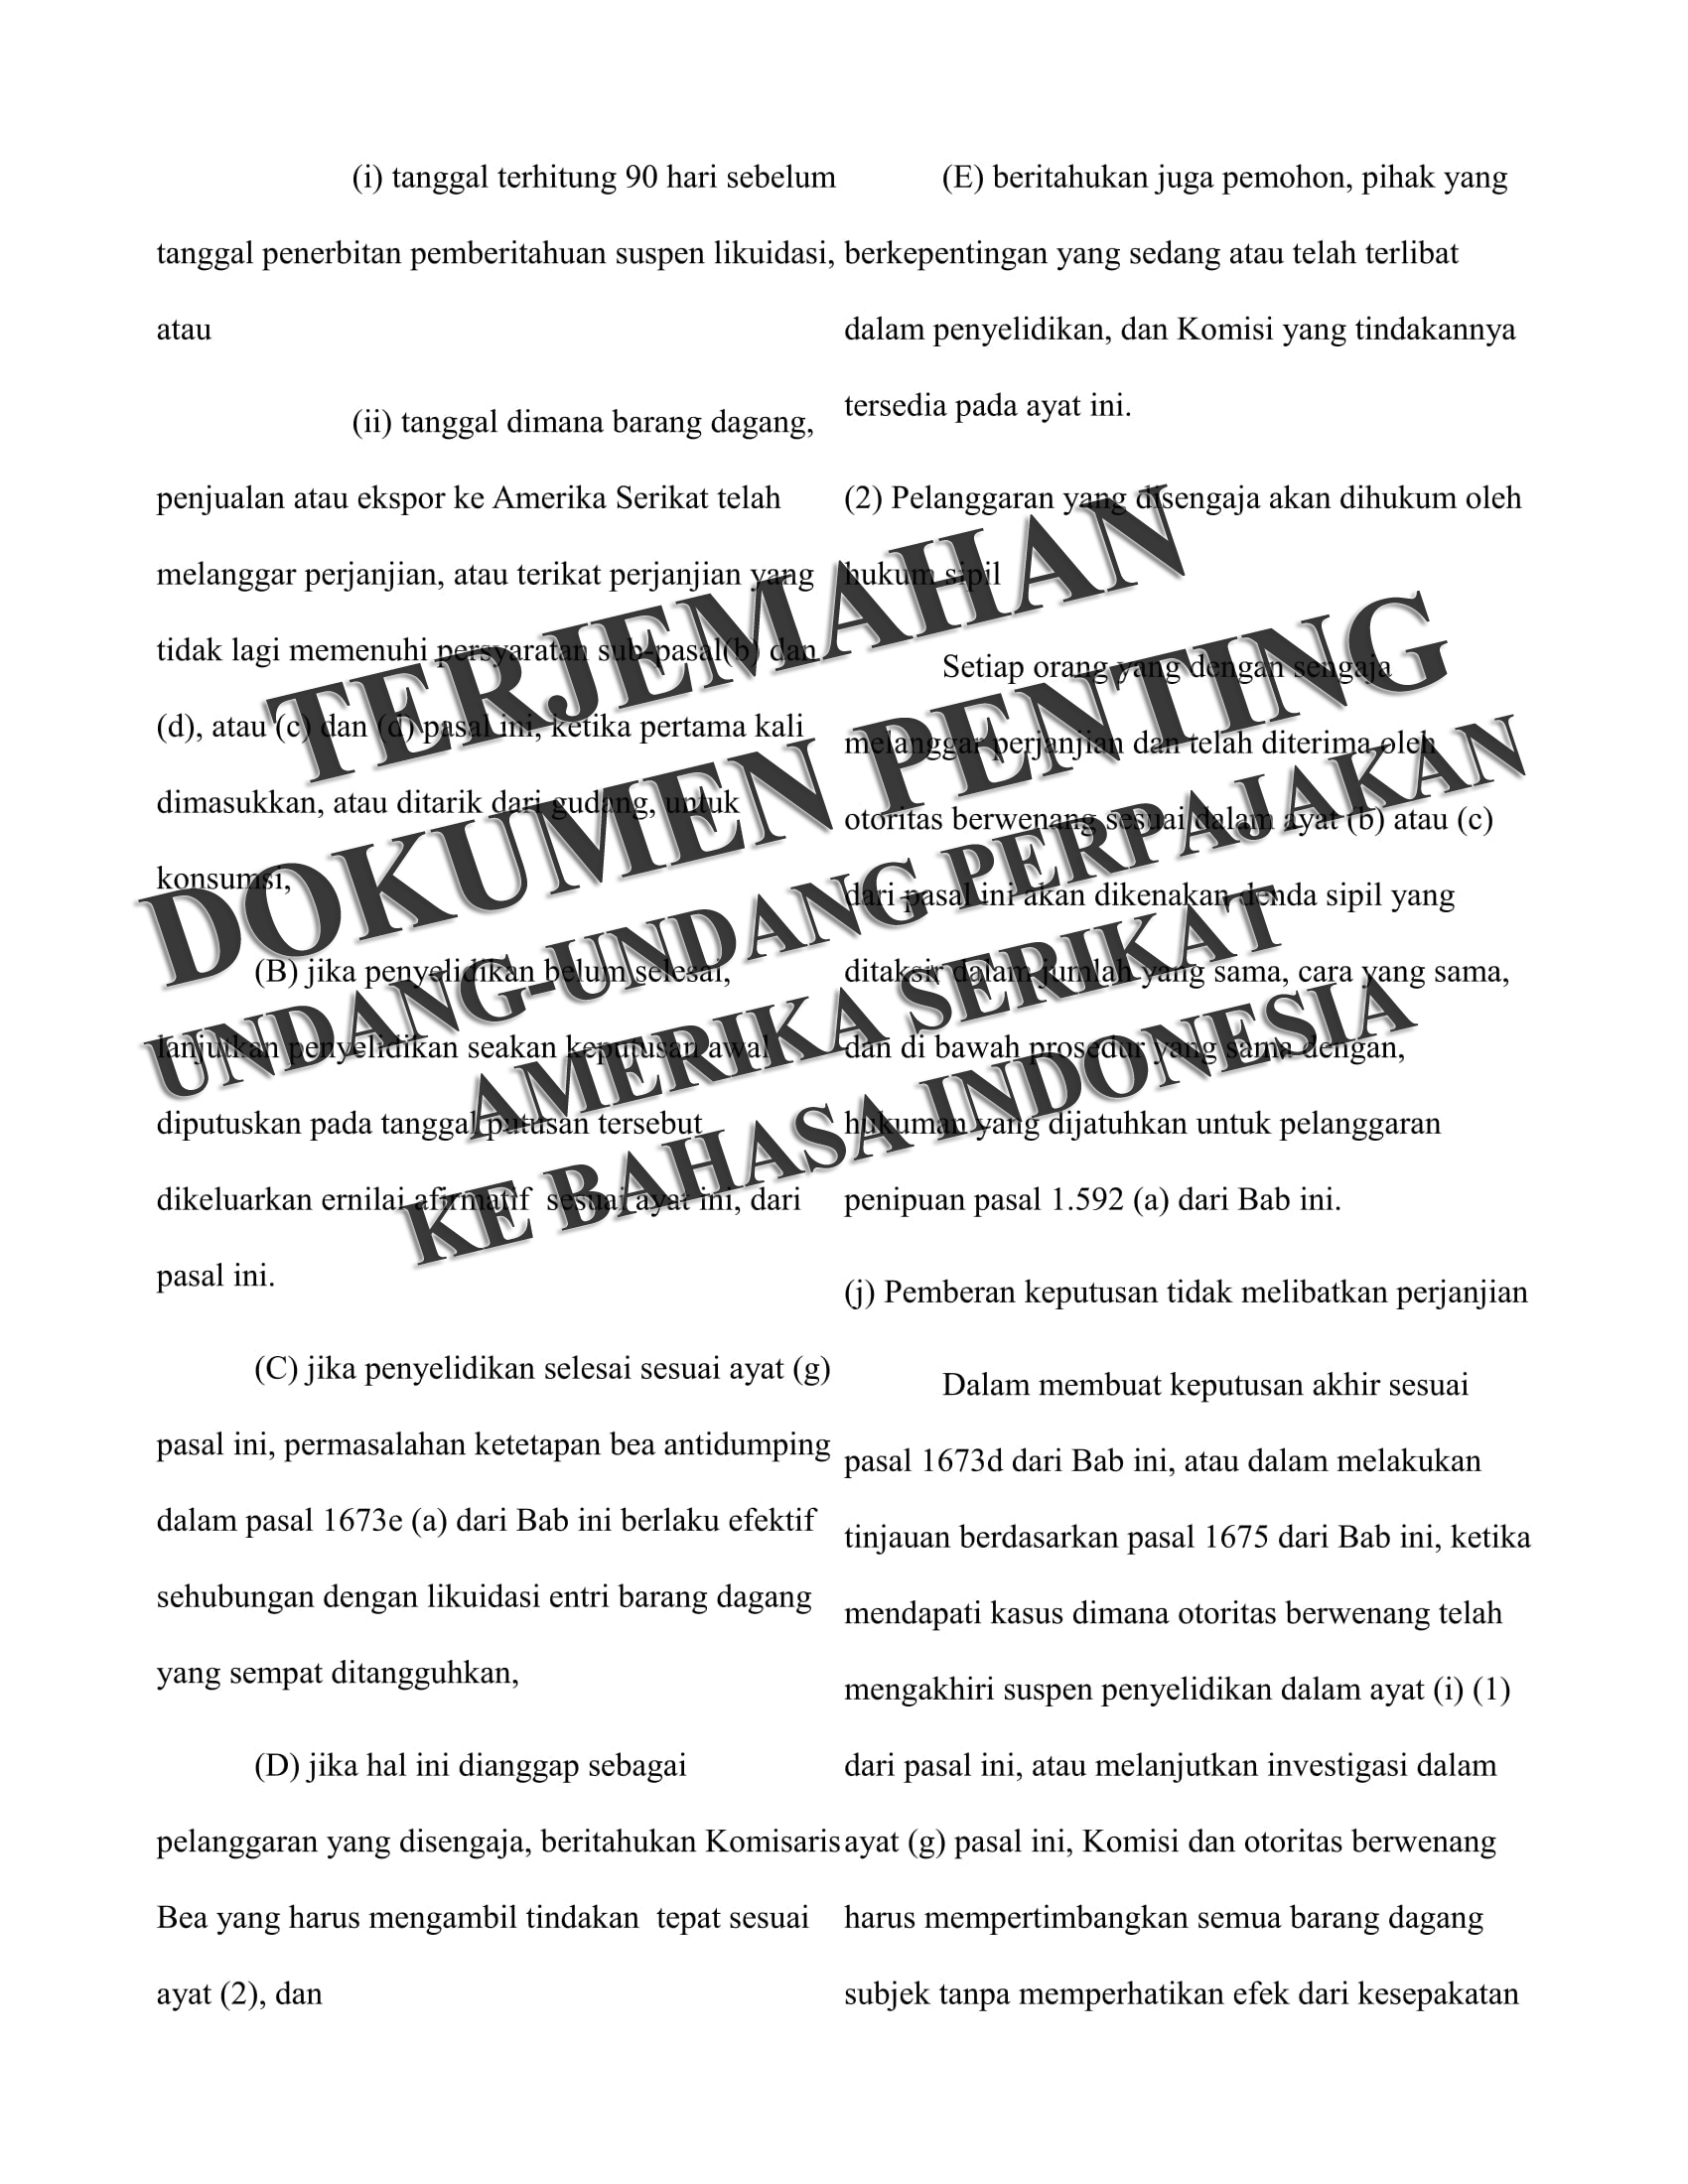 (i) tanggal terhitung 90 hari sebelum
tanggal penerbitan pemberitahuan suspen likuidasi,
atau
(ii) tanggal dimana barang dagang,
penjualan atau ekspor ke Amerika Serikat telah
melanggar perjanjian, atau terikat perjanjian yang
tidak lagi memenuhi persyaratan sub-pasal(b) dan
(d), atau (c) dan (d) pasal ini, ketika pertama kali
dimasukkan, atau ditarik dari gudang, untuk
konsumsi,
(B) jika penyelidikan belum selesai,
lanjutkan penyelidikan seakan keputusan awal
diputuskan pada tanggal putusan tersebut
dikeluarkan ernilai afirmatif  sesuai ayat ini, dari
pasal ini.
(C) jika penyelidikan selesai sesuai ayat (g)
pasal ini, permasalahan ketetapan bea antidumping
dalam pasal 1673e (a) dari Bab ini berlaku efektif
sehubungan dengan likuidasi entri barang dagang
yang sempat ditangguhkan,
(D) jika hal ini dianggap sebagai
pelanggaran yang disengaja, beritahukan Komisaris
Bea yang harus mengambil tindakan  tepat sesuai
ayat (2), dan
(E) beritahukan juga pemohon, pihak yang
berkepentingan yang sedang atau telah terlibat
dalam penyelidikan, dan Komisi yang tindakannya
tersedia pada ayat ini.
(2) Pelanggaran yang disengaja akan dihukum oleh
hukum sipil
Setiap orang yang dengan sengaja
melanggar perjanjian dan telah diterima oleh
otoritas berwenang sesuai dalam ayat (b) atau (c)
dari pasal ini akan dikenakan denda sipil yang
ditaksir dalam jumlah yang sama, cara yang sama,
dan di bawah prosedur yang sama dengan,
hukuman yang dijatuhkan untuk pelanggaran
penipuan pasal 1.592 (a) dari Bab ini.
(j) Pemberan keputusan tidak melibatkan perjanjian
Dalam membuat keputusan akhir sesuai
pasal 1673d dari Bab ini, atau dalam melakukan
tinjauan berdasarkan pasal 1675 dari Bab ini, ketika
mendapati kasus dimana otoritas berwenang telah
mengakhiri suspen penyelidikan dalam ayat (i) (1)
dari pasal ini, atau melanjutkan investigasi dalam
ayat (g) pasal ini, Komisi dan otoritas berwenang
harus mempertimbangkan semua barang dagang
subjek tanpa memperhatikan efek dari kesepakatan
TERJEMAHAN
DOKUMEN PENTING
UNDANG-UNDANG PERPAJAKAN
AMERIKA SERIKAT
KE BAHASA INDONESIA